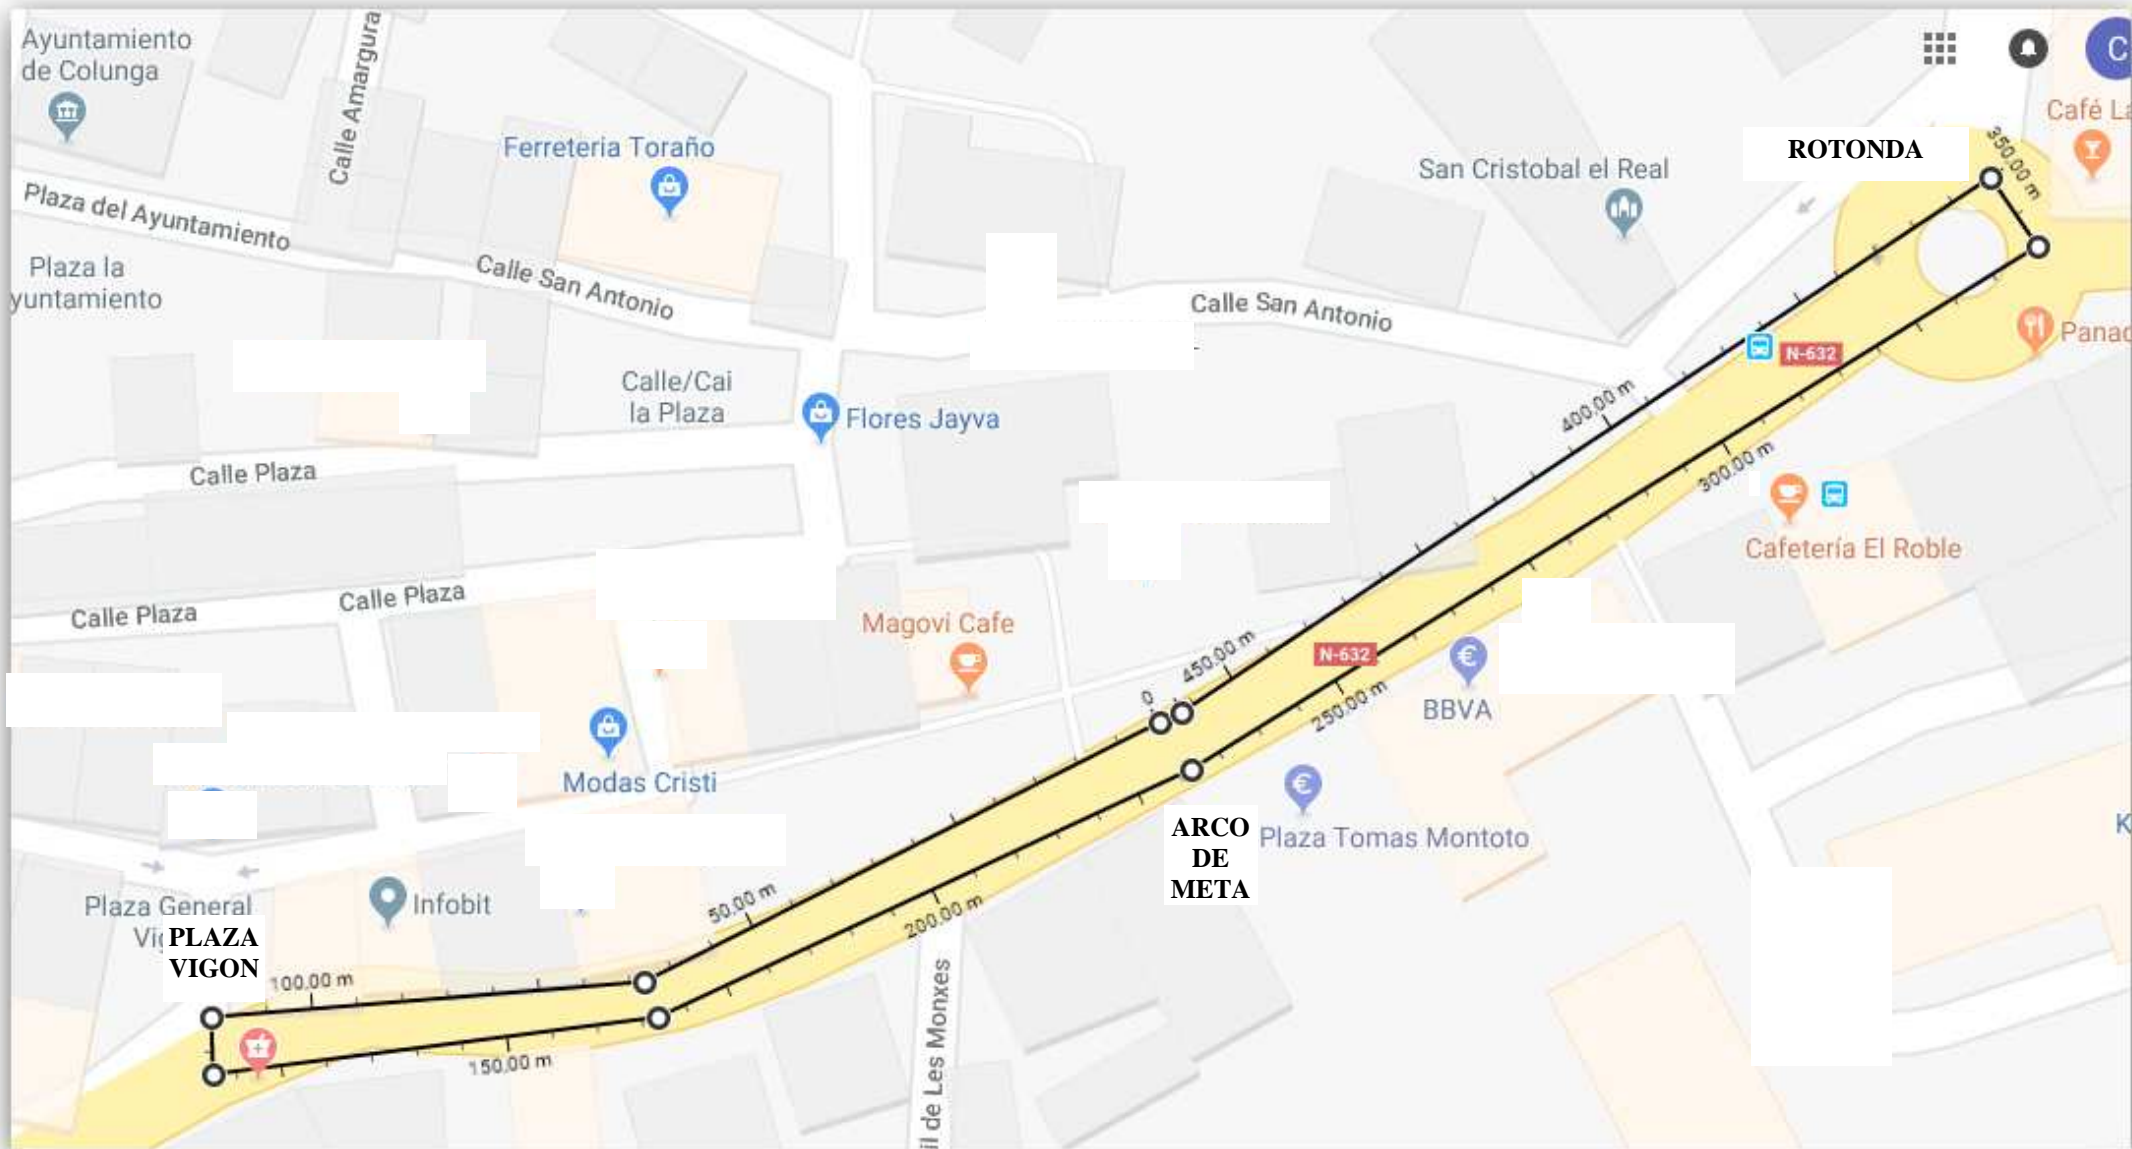 Ayuntamiento
de Colunga
Calle Amargura
C
Café
ROTONDA
350.00 m
Ferreteria Toraño
San Cristobal el Real
Plaza del Ayuntamiento
Plaza la
yuntamiento
Calle San Antonio
Calle San Antonio
N-632
Calle/Cai
la Plaza
Flores Jayva
400.00 m
300.00 m
Calle Plaza
Cafetería El Roble
Calle Plaza
Calle Plaza
Magovi Cafe
450.00 m
0
N-632
250.00 m
BBVA
Modas Cristi
ARCO
DE
META
Plaza Tomas Montoto
K
Plaza General
Infobit
50.00 m
200.00 m
PLAZA
VIGON
100.00 m
150.00 m
il de Les Monxes